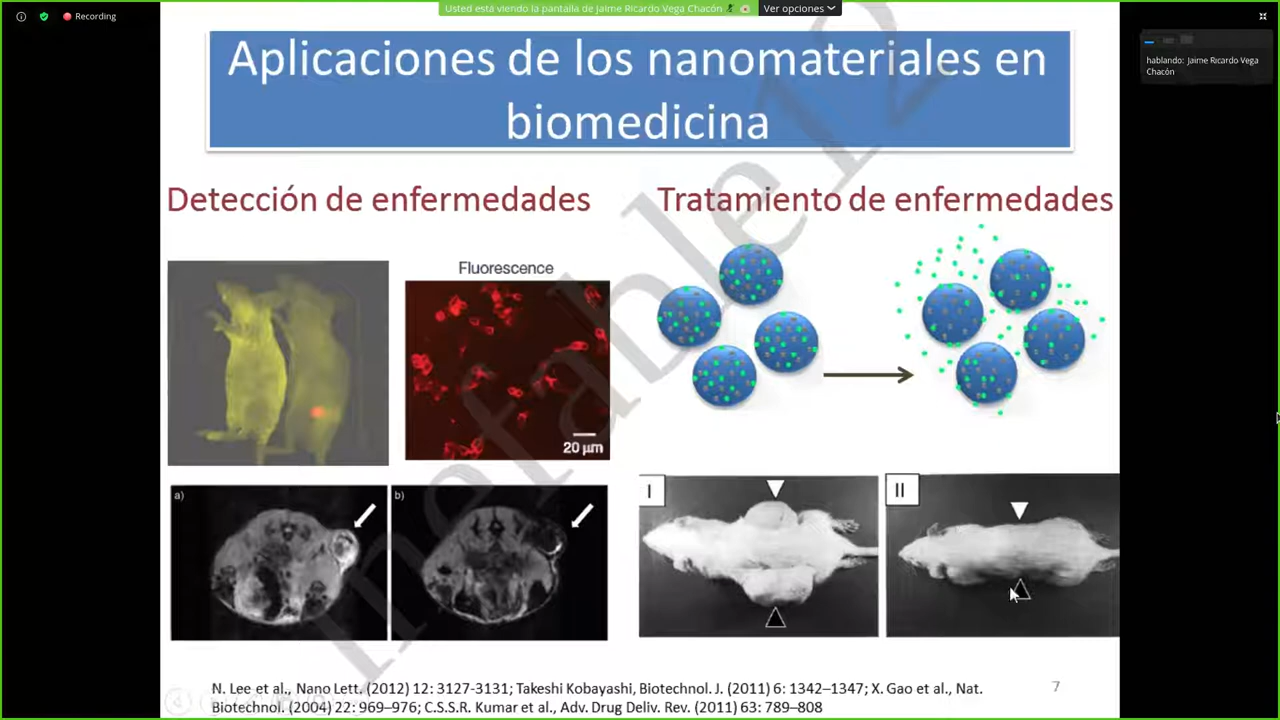 Recording
Usted está viendo la pantalla de Jaime Ricardo Vega Chacón
Ver opciones
hablando: Jaime Ricardo Vega
Chacón
Aplicaciones de los nanomateriales en
biomedicina
Detección de enfermedades
Tratamiento de enfermedades
Fluorescence
20 µm
a)
b)
I
II
N. Lee et al., Nano Lett. (2012) 12: 3127-3131; Takeshi Kobayashi, Biotechnol. J. (2011) 6: 1342–1347; X. Gao et al., Nat.
Biotechnol. (2004) 22: 969–976; C.S.S.R. Kumar et al., Adv. Drug Deliv. Rev. (2011) 63: 789–808
7